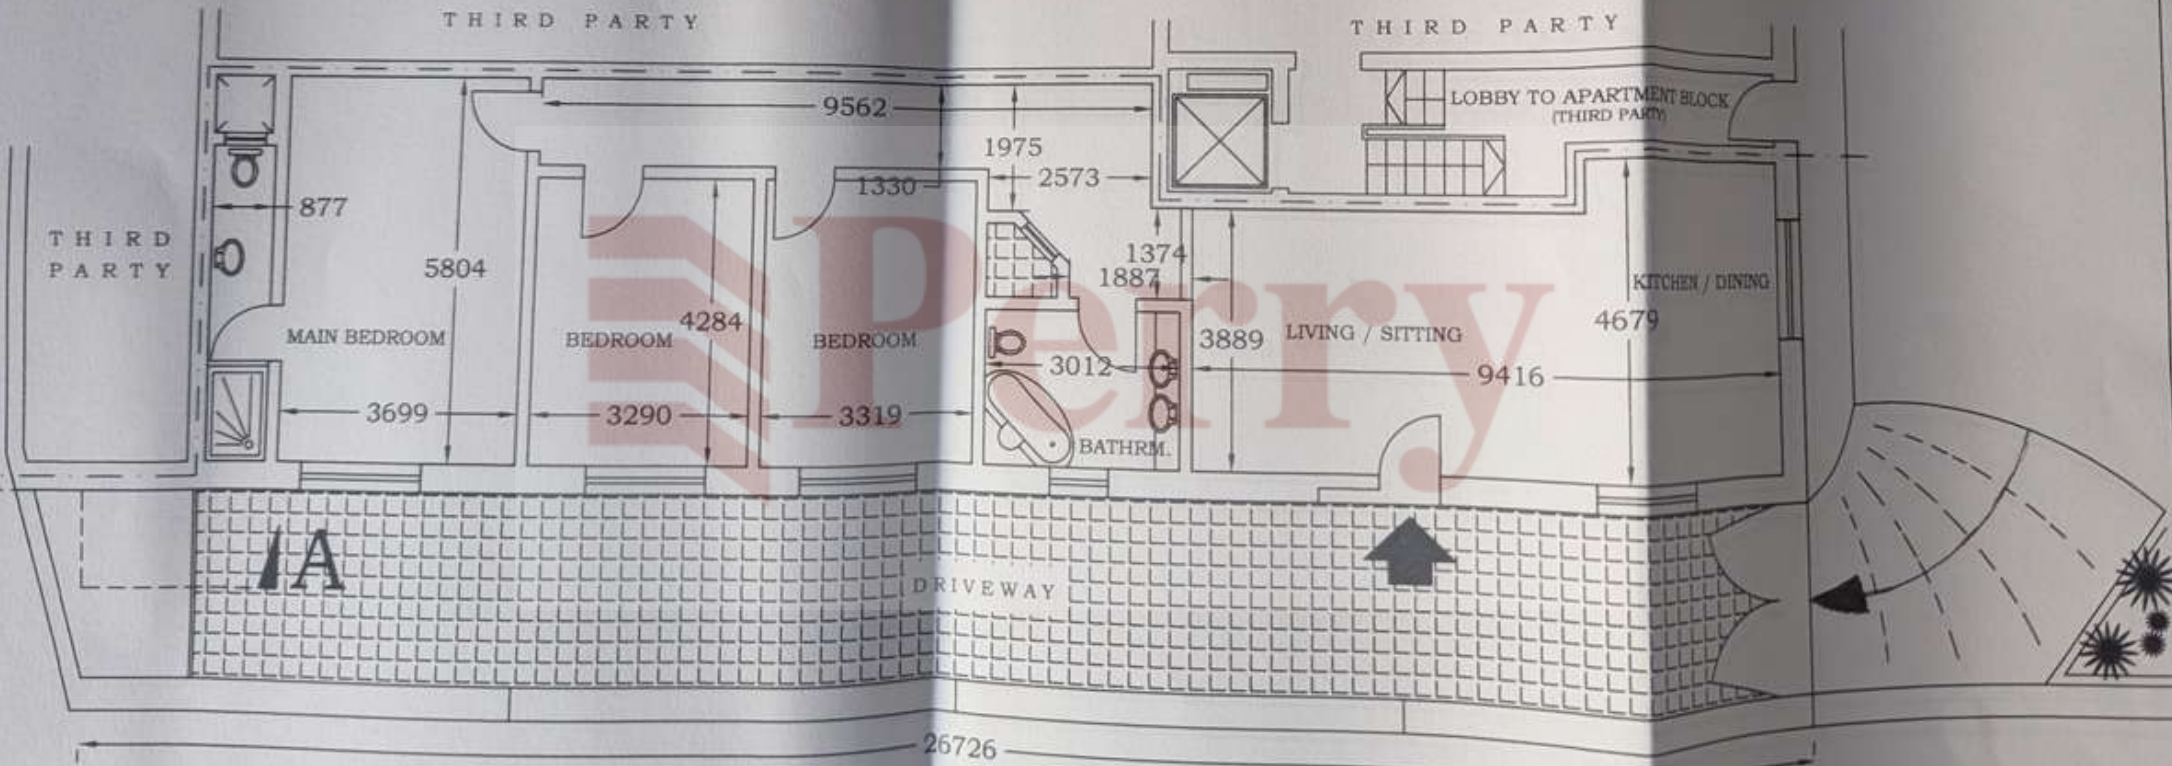 THIRD PARTY
THIRD PARTY
9562
LOBBY TO APARTMENT BLOCK
(THIRD PARTY)
1975
1330
2573
877
THIRD
PARTY
5804
1374
1887
KITCHEN / DINING
MAIN BEDROOM
BEDROOM
4284
BEDROOM
3889
LIVING / SITTING
4679
3012
9416
3699
3290
3319
BATHRM.
Perry
A
DRIVEWAY
26726